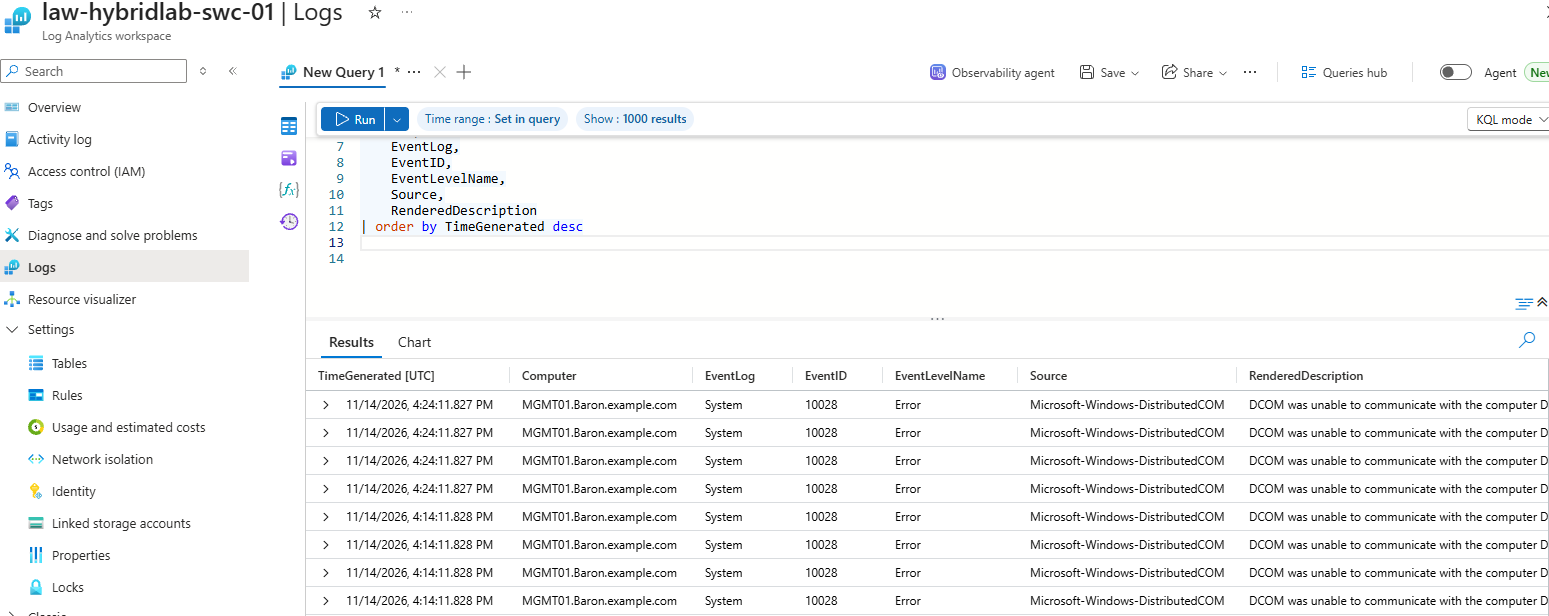 law-hybridlab-swc-01 | Logs
Log Analytics workspace
Search
Overview
Activity log
Access control (IAM)
Tags
Diagnose and solve problems
Logs
Resource visualizer
Settings
Tables
Rules
Usage and estimated costs
Network isolation
Identity
Linked storage accounts
Properties
Locks
New Query 1 *
Observability agent
Save
Share
Queries hub
Agent
New
Run
Time range : Set in query
Show : 1000 results
KQL mode
7 EventLog,
8 EventID,
9 EventLevelName,
10 Source,
11 RenderedDescription
12 | order by TimeGenerated desc
13
14
Results Chart
TimeGenerated [UTC] Computer EventLog EventID EventLevelName Source RenderedDescription
11/14/2026, 4:24:11.827 PM MGMT01.Baron.example.com System 10028 Error Microsoft-Windows-DistributedCOM DCOM was unable to communicate with the computer D
11/14/2026, 4:24:11.827 PM MGMT01.Baron.example.com System 10028 Error Microsoft-Windows-DistributedCOM DCOM was unable to communicate with the computer D
11/14/2026, 4:24:11.827 PM MGMT01.Baron.example.com System 10028 Error Microsoft-Windows-DistributedCOM DCOM was unable to communicate with the computer D
11/14/2026, 4:24:11.827 PM MGMT01.Baron.example.com System 10028 Error Microsoft-Windows-DistributedCOM DCOM was unable to communicate with the computer D
11/14/2026, 4:14:11.828 PM MGMT01.Baron.example.com System 10028 Error Microsoft-Windows-DistributedCOM DCOM was unable to communicate with the computer D
11/14/2026, 4:14:11.828 PM MGMT01.Baron.example.com System 10028 Error Microsoft-Windows-DistributedCOM DCOM was unable to communicate with the computer D
11/14/2026, 4:14:11.828 PM MGMT01.Baron.example.com System 10028 Error Microsoft-Windows-DistributedCOM DCOM was unable to communicate with the computer D
11/14/2026, 4:14:11.828 PM MGMT01.Baron.example.com System 10028 Error Microsoft-Windows-DistributedCOM DCOM was unable to communicate with the computer D